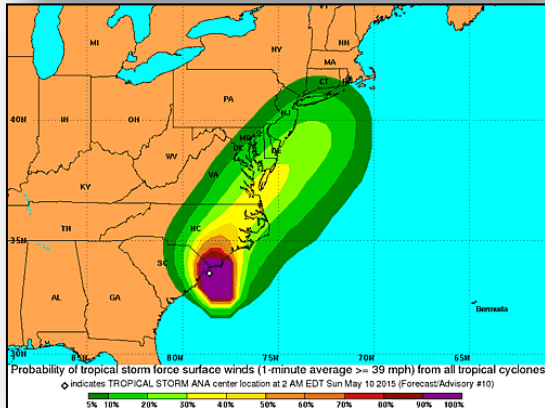 VT
MI
NY
NH
MA
CT
RI
PA
40N
IN
OH
NJ
MD
DC
DE
WV
VA
KY
TN
NC
35N
SC
AL
GA
Bermuda
30N
85W
80W
75W
70W
Probability of tropical storm force surface winds (1-minute average >= 39 mph) from all tropical cyclones
indicates TROPICAL STORM ANA center location at 2 AM EDT Sun May 10 2015 (Forecast/Advisory #10)
5% 10% 20% 30% 40% 50% 60% 70% 80% 90% 100%